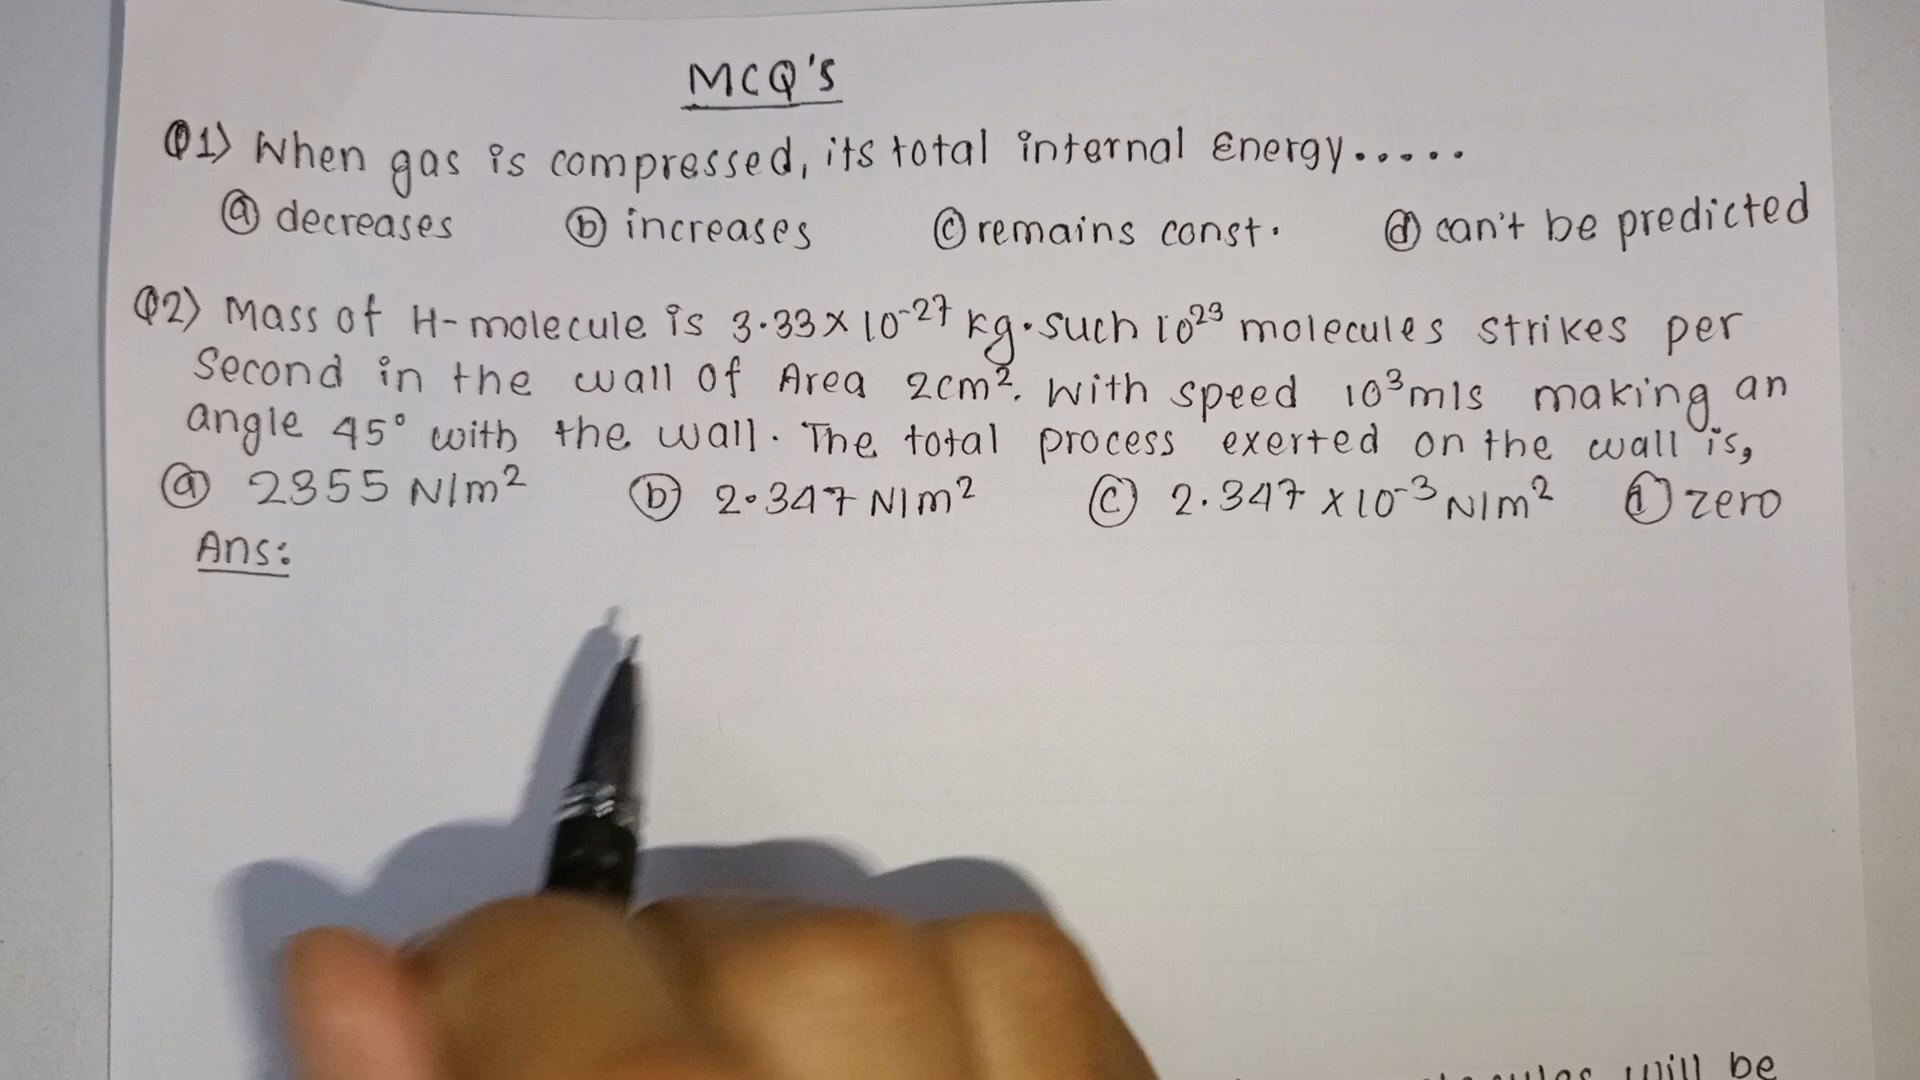 MCQ's
Q1) When gas is compressed, its total internal Energy.....
ⓐ decreases ⓑ increases ⓒ remains const. ⓓ can't be predicted
Q2) Mass of H-molecule is 3.33 x 10⁻²⁷ kg. such 10²³ molecules strikes per
Second in the wall of Area 2cm². With speed 10³ m/s making an
angle 45° with the wall. The total process exerted on the wall is,
ⓐ 2355 N/m² ⓑ 2.347 N/m² ⓒ 2.347 x 10⁻³ N/m² ⓓ zero
Ans:
will be